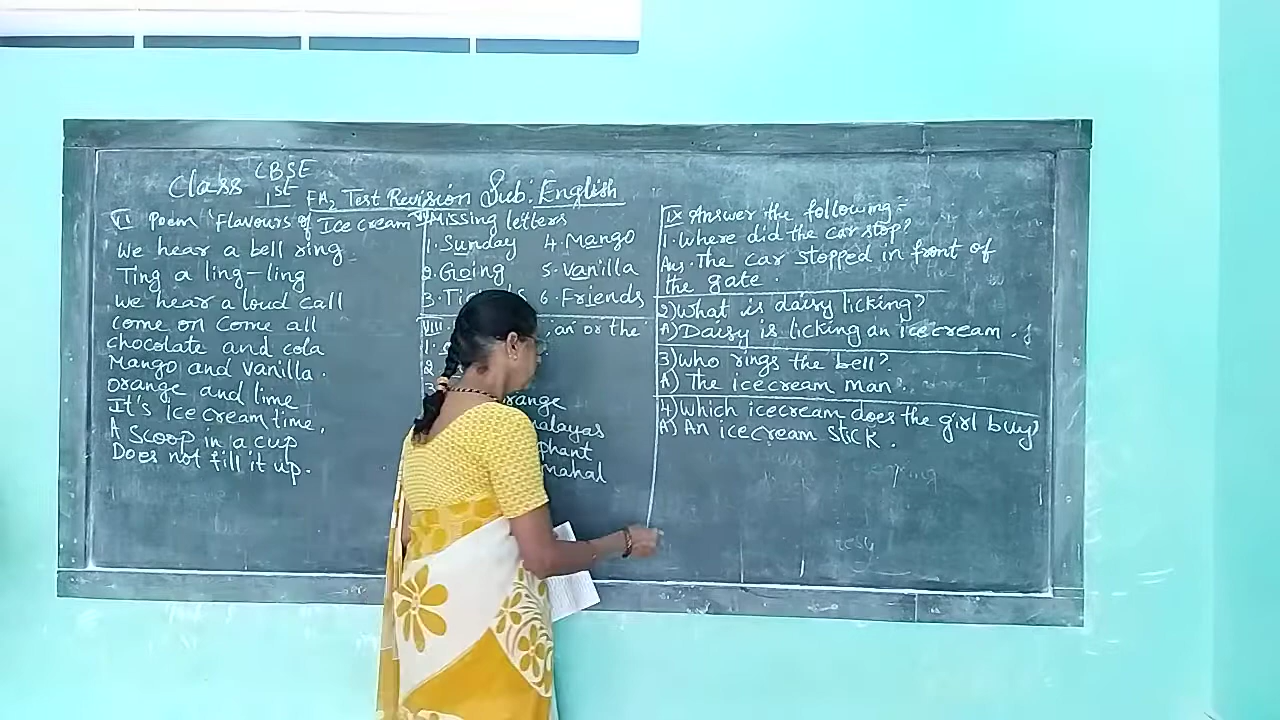 CBSE
Class 1st FA2 Test Revision Sub: English
VI Poem "Flavours of Ice cream"
We hear a bell ring
Ting a ling-ling
We hear a loud call
come on come all
chocolate and cola
Mango and vanilla.
orange and lime
It's Ice cream time,
A scoop in a cup
Does not fill it up.
Missing letters
1. Sunday 4. Mango
2. Going 5. Vanilla
3. 6. Friends
VIII. an or the
1.
2
3
range
alayas
phant
mahal
IX Answer the following:-
1. Where did the car stop?
Ans. The car stopped in front of
the gate.
2) What is daisy licking?
A) Daisy is licking an icecream.
3) Who rings the bell?
A) The icecream man.
4) Which icecream does the girl buy?
A) An icecream stick.